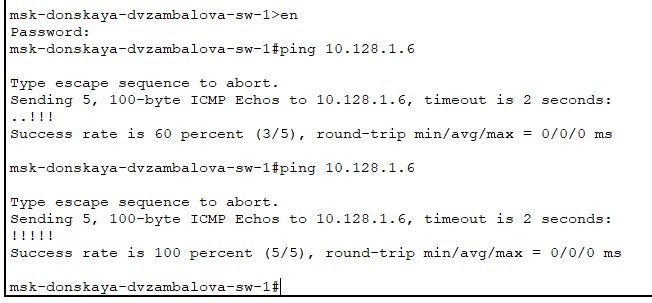 msk-donskaya-dvzambalova-sw-1>en
Password:
msk-donskaya-dvzambalova-sw-1#ping 10.128.1.6
Type escape sequence to abort.
Sending 5, 100-byte ICMP Echos to 10.128.1.6, timeout is 2 seconds:
..!!!
Success rate is 60 percent (3/5), round-trip min/avg/max = 0/0/0 ms
msk-donskaya-dvzambalova-sw-1#ping 10.128.1.6
Type escape sequence to abort.
Sending 5, 100-byte ICMP Echos to 10.128.1.6, timeout is 2 seconds:
!!!!!
Success rate is 100 percent (5/5), round-trip min/avg/max = 0/0/0 ms
msk-donskaya-dvzambalova-sw-1#